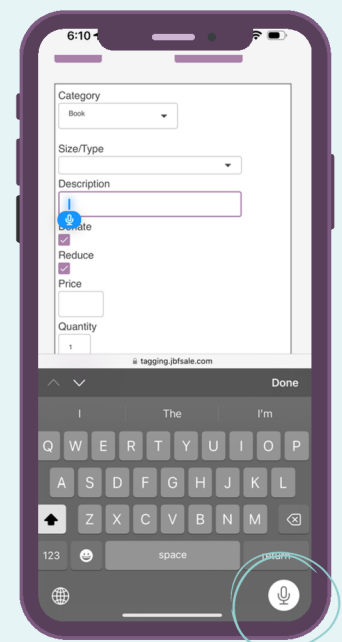 6:10
Category
Book
Size/Type
Description
Donate
Reduce
Price
Quantity
1
tagging.jbfsale.com
Done
I The I'm
Q W E R T Y U I O P
A S D F G H J K L
Z X C V B N M
123 space return